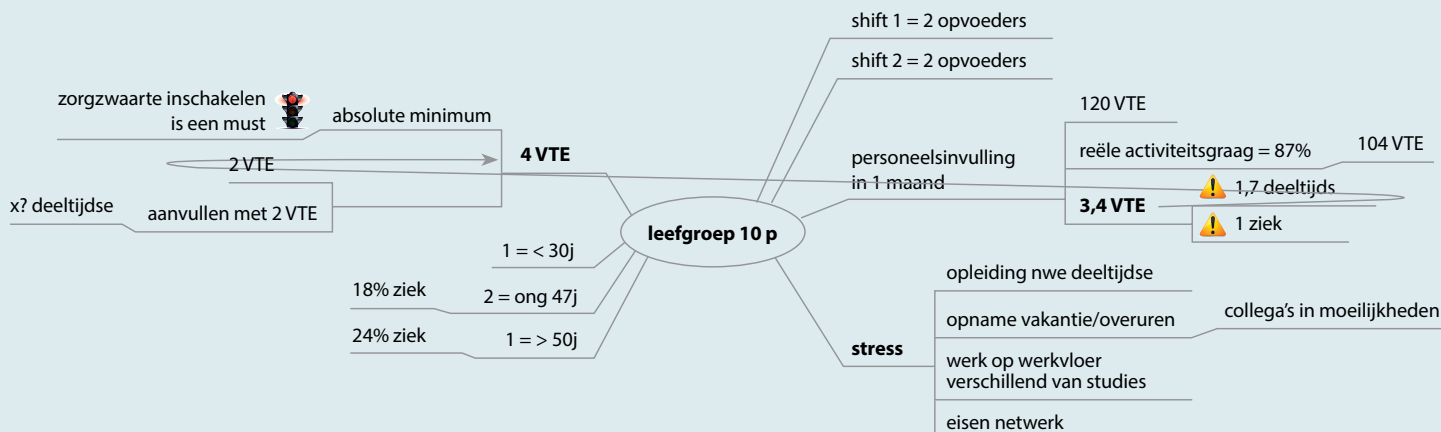 shift 1 = 2 opvoeders
shift 2 = 2 opvoeders
zorgzwaarte inschakelen
is een must
absolute minimum
4 VTE
2 VTE
x? deeltijdse
aanvullen met 2 VTE
personeelsinvulling
in 1 maand
120 VTE
reële activiteitsgraag = 87%
104 VTE
3,4 VTE
1,7 deeltijds
1 ziek
leefgroep 10 p
1 = < 30j
18% ziek
2 = ong 47j
24% ziek
1 = > 50j
stress
opleiding nwe deeltijdse
opname vakantie/overuren
collega's in moeilijkheden
werk op werkvloer
verschillend van studies
eisen netwerk